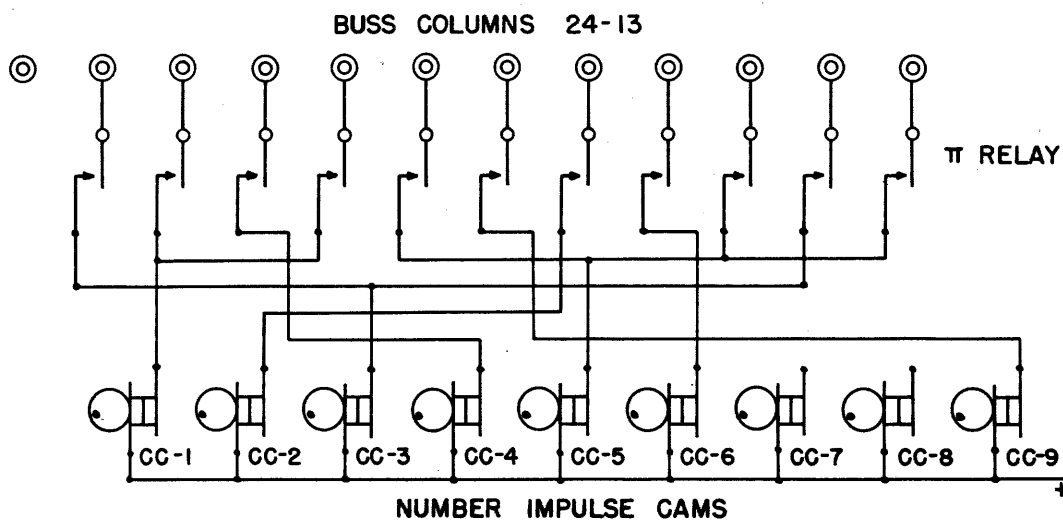 BUSS COLUMNS 24-13
π RELAY
CC-1 CC-2 CC-3 CC-4 CC-5 CC-6 CC-7 CC-8 CC-9
+
NUMBER IMPULSE CAMS